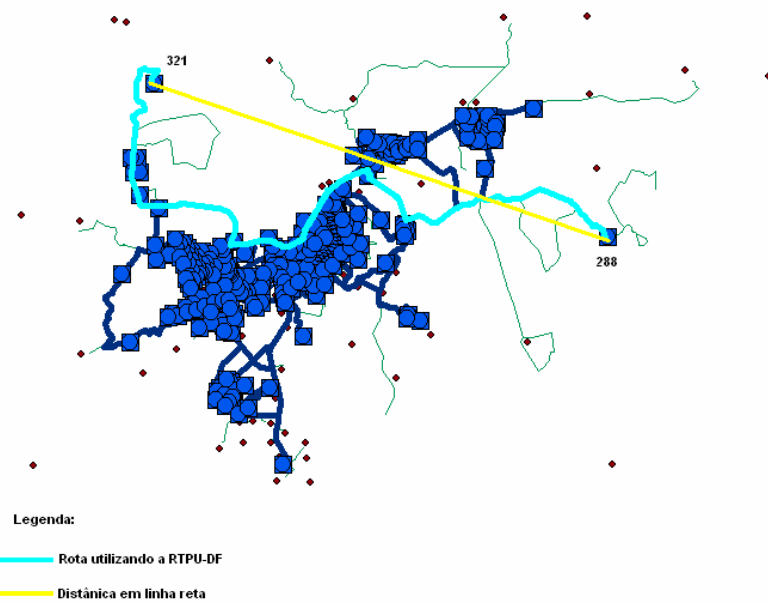 321
288
Legenda:
Rota utilizando a RTPU-DF
Distânica em linha reta